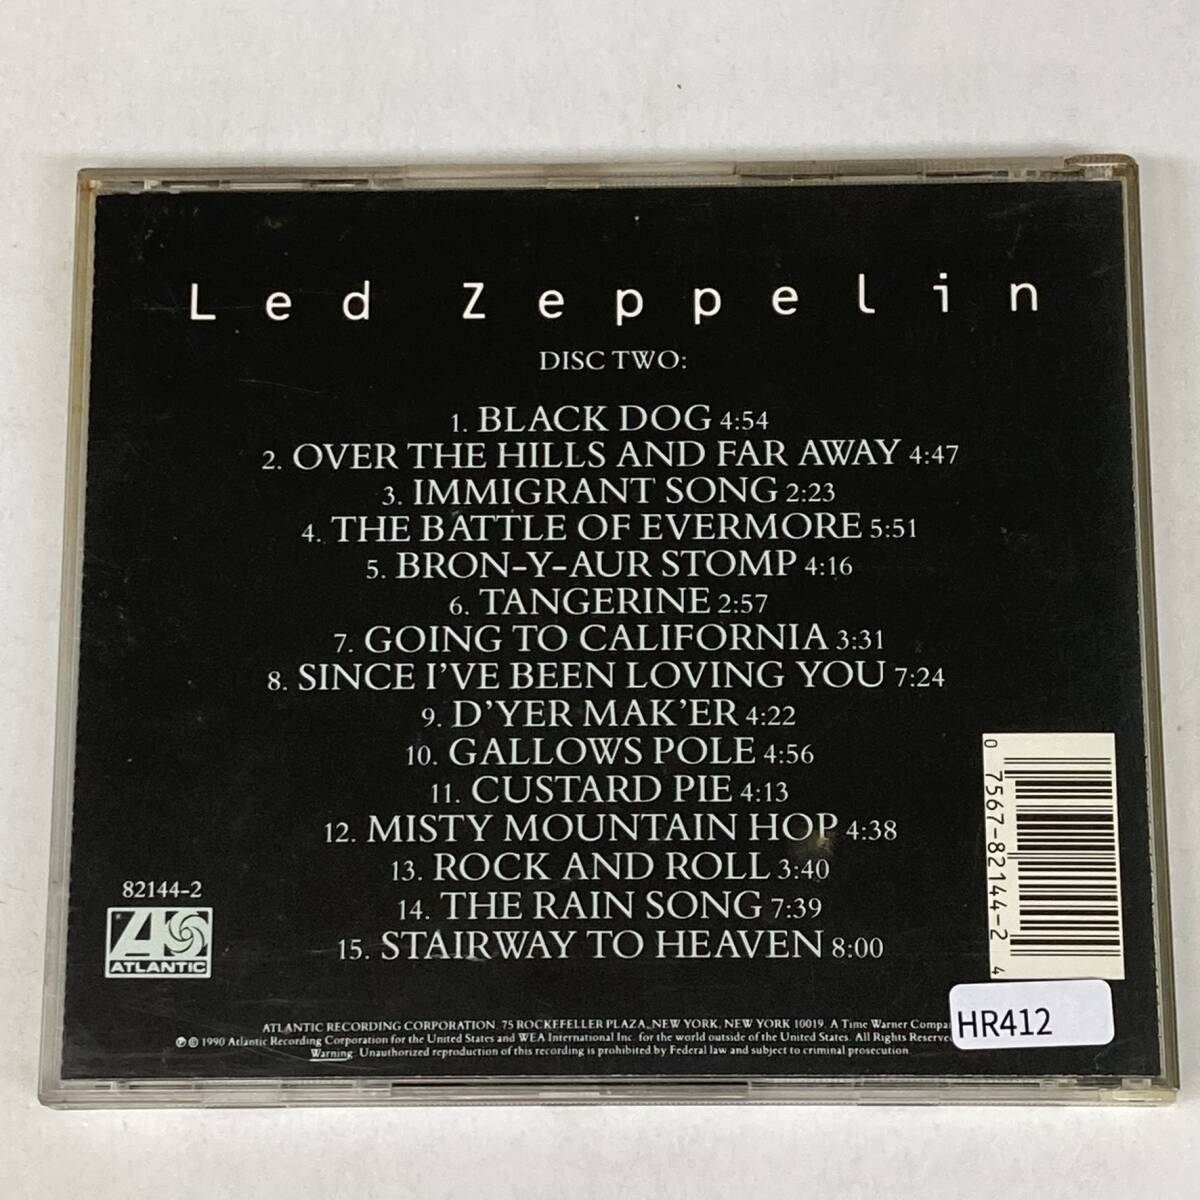 Led Zeppelin
DISC TWO:
1. BLACK DOG 4:54
2. OVER THE HILLS AND FAR AWAY 4:47
3. IMMIGRANT SONG 2:23
4. THE BATTLE OF EVERMORE 5:51
5. BRON-Y-AUR STOMP 4:16
6. TANGERINE 2:57
7. GOING TO CALIFORNIA 3:31
8. SINCE I'VE BEEN LOVING YOU 7:24
9. D'YER MAK'ER 4:22
10. GALLOWS POLE 4:56
11. CUSTARD PIE 4:13
12. MISTY MOUNTAIN HOP 4:38
13. ROCK AND ROLL 3:40
14. THE RAIN SONG 7:39
15. STAIRWAY TO HEAVEN 8:00
82144-2
ATLANTIC
0 7567-82144-2 4
HR412
ATLANTIC RECORDING CORPORATION, 75 ROCKEFELLER PLAZA, NEW YORK, NEW YORK 10019. A Time Warner Compan
℗ © 1990 Atlantic Recording Corporation for the United States and WEA International Inc. for the world outside of the United States. All Rights Reserved
Warning: Unauthorized reproduction of this recording is prohibited by Federal law and subject to criminal prosecution.